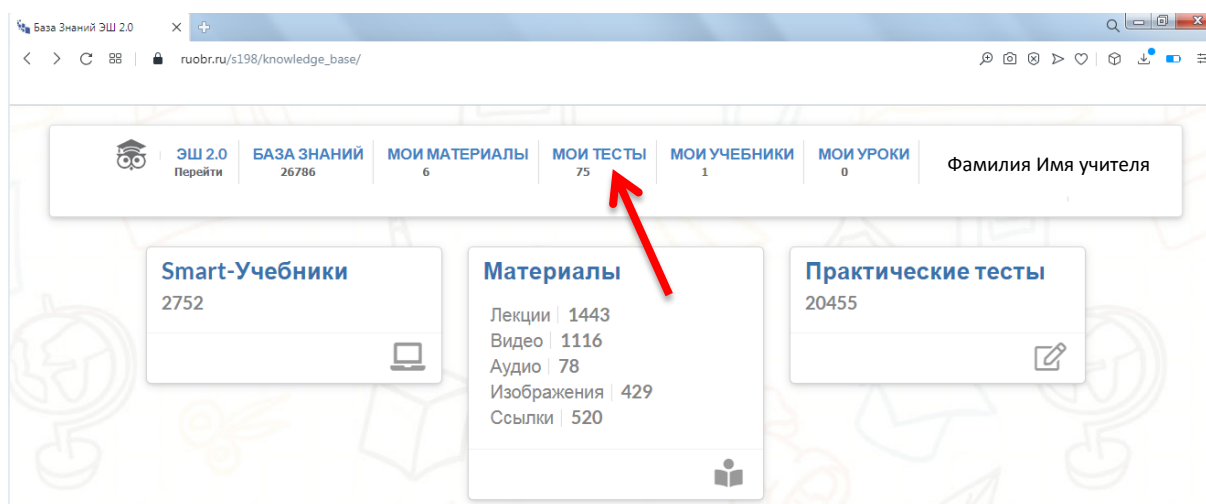 База Знаний ЭШ 2.0
ruobr.ru/s198/knowledge_base/
ЭШ 2.0 БАЗА ЗНАНИЙ МОИ МАТЕРИАЛЫ МОИ ТЕСТЫ МОИ УЧЕБНИКИ МОИ УРОКИ Фамилия Имя учителя
Перейти 26786 6 75 1 0
Smart-Учебники
2752
Материалы
Лекции 1443
Видео 1116
Аудио 78
Изображения 429
Ссылки 520
Практические тесты
20455